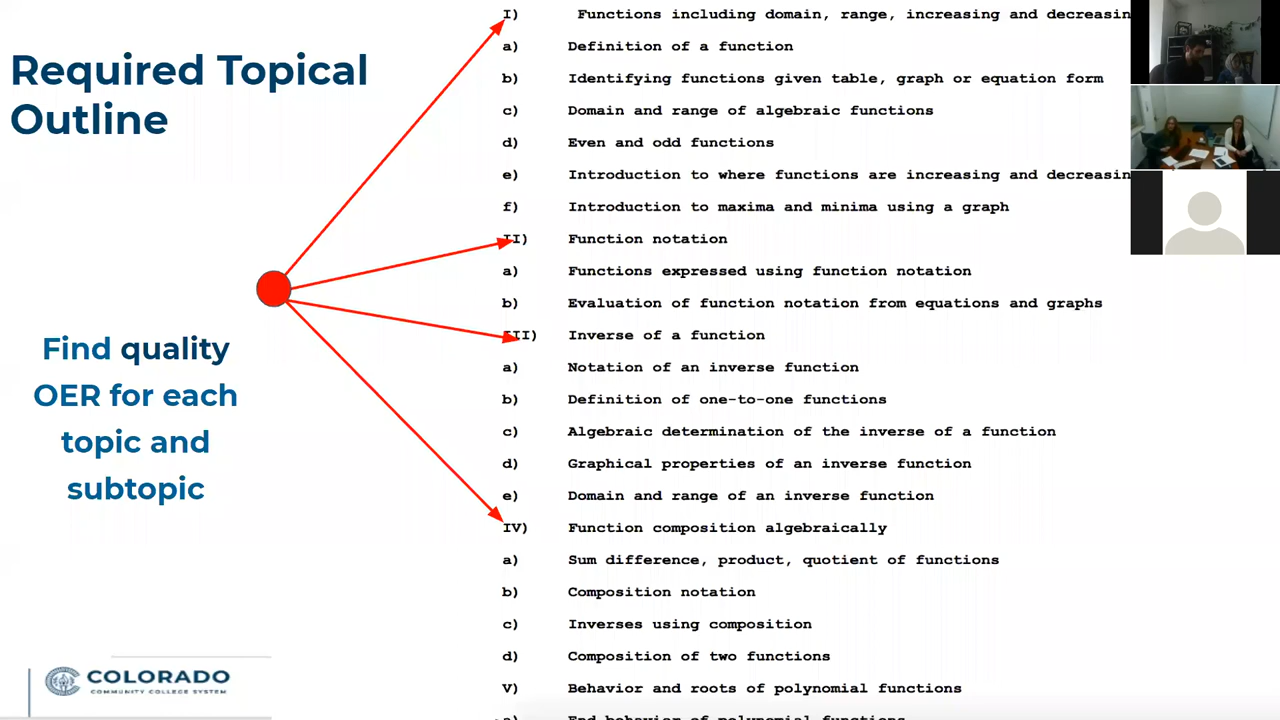 Required Topical
Outline
Find quality
OER for each
topic and
subtopic
COLORADO
COMMUNITY COLLEGE SYSTEM
I) Functions including domain, range, increasing and
a) Definition of a function
b) Identifying functions given table, graph or equation form
c) Domain and range of algebraic functions
d) Even and odd functions
e) Introduction to where functions are increasing and
f) Introduction to maxima and minima using a graph
II) Function notation
a) Functions expressed using function notation
b) Evaluation of function notation from equations and graphs
III) Inverse of a function
a) Notation of an inverse function
b) Definition of one-to-one functions
c) Algebraic determination of the inverse of a function
d) Graphical properties of an inverse function
e) Domain and range of an inverse function
IV) Function composition algebraically
a) Sum difference, product, quotient of functions
b) Composition notation
c) Inverses using composition
d) Composition of two functions
V) Behavior and roots of polynomial functions
a) End behavior of polynomial functions